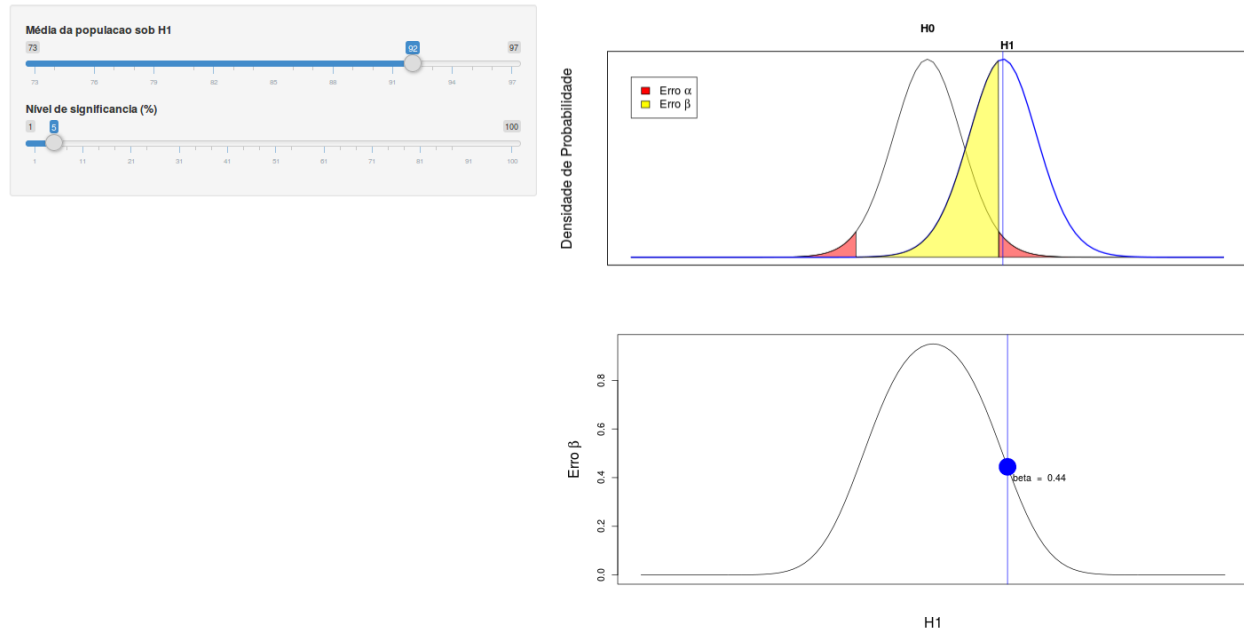 Média da populacao sob H1
73 92 97
73 76 79 82 85 88 91 94 97
Nível de significancia (%)
1 5 100
1 11 21 31 41 51 61 71 81 91 100
H0
H1
Densidade de Probabilidade
Erro α
Erro β
Erro β
0.8
0.6
0.4
0.2
0.0
beta = 0.44
H1